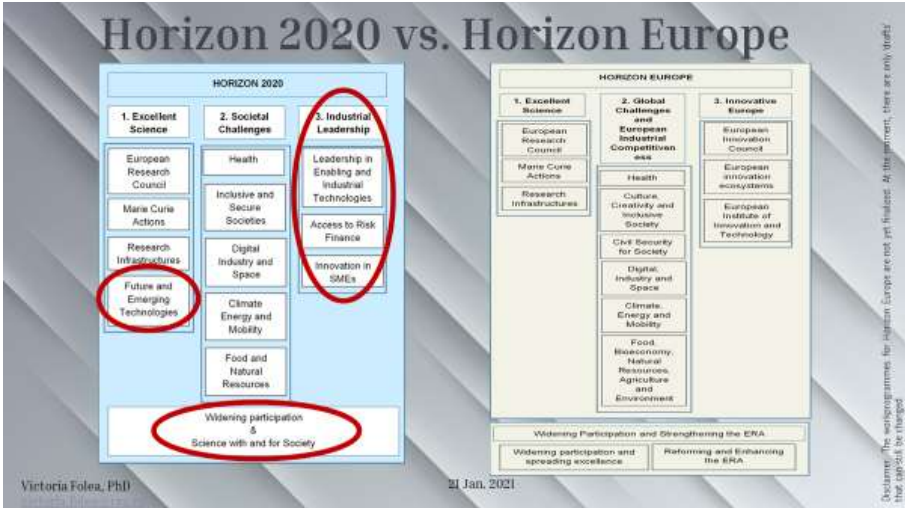 Horizon 2020 vs. Horizon Europe
HORIZON 2020
1. Excellent
Science
European
Research
Council
Marie Curie
Actions
Research
Infrastructures
Future and
Emerging
Technologies
2. Societal
Challenges
Health
Inclusive and
Secure
Societies
Digital
Industry and
Space
Climate
Energy and
Mobility
Food and
Natural
Resources
3. Industrial
Leadership
Leadership in
Enabling and
Industrial
Technologies
Access to Risk
Finance
Innovation in
SMEs
Widening participation
&
Science with and for Society
HORIZON EUROPE
1. Excellent
Science
European
Research
Council
Marie Curie
Actions
Research
Infrastructures
2. Global
Challenges
and
European
Industrial
Competitiven
ess
Health
Culture,
Creativity and
Inclusive
Society
Civil Security
for Society
Digital,
Industry and
Space
Climate,
Energy and
Mobility
Food,
Bioeconomy,
Natural
Resources,
Agriculture
and
Environment
3. Innovative
Europe
European
Innovation
Council
European
innovation
ecosystems
European
Institute of
Innovation and
Technology
Widening Participation and Strengthening the ERA
Widening participation and
spreading excellence
Reforming and Enhancing
the ERA
Disclaimer: The workprogrammes for Horizon Europe are not yet finalized. At the moment, there are only 'drafts'
that can still be changed
Victoria Folea, PhD
21 Jan. 2021